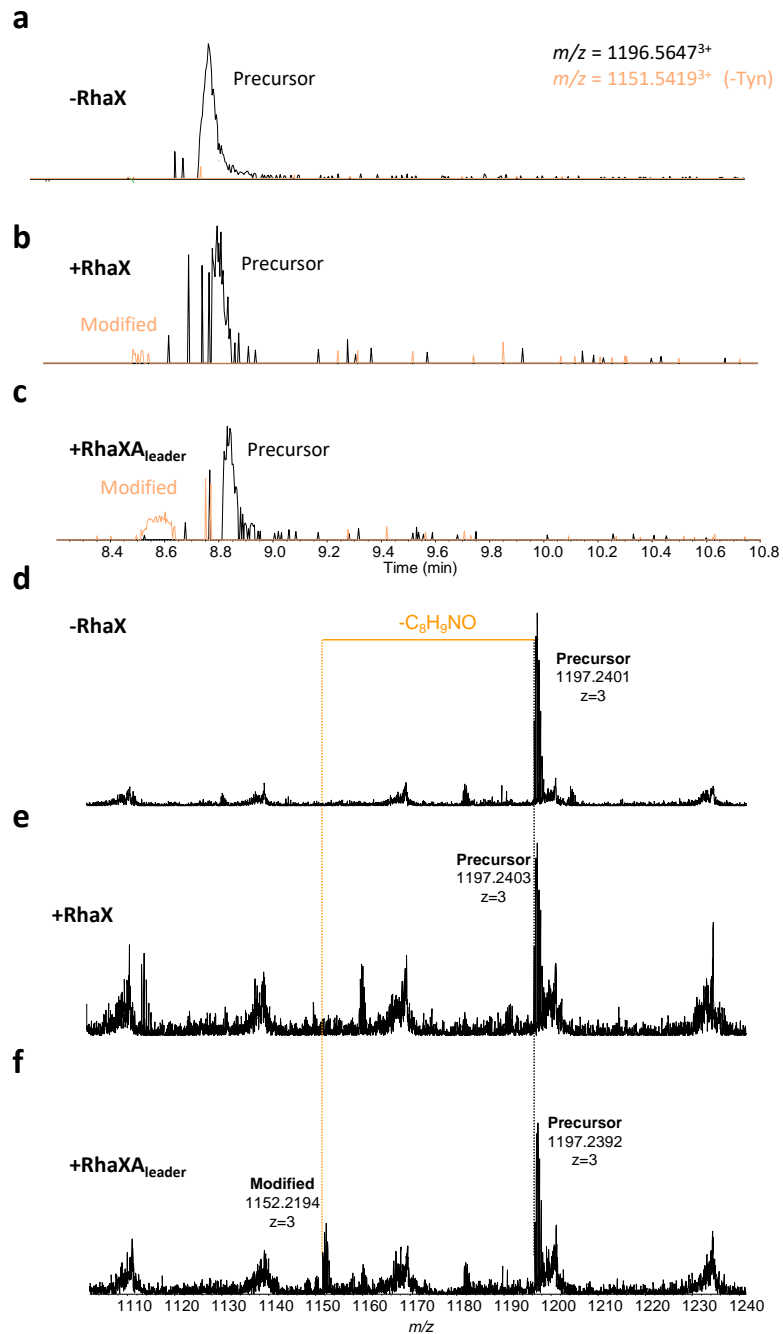 a
-RhaX
Precursor
m/z = 1196.5647³⁺
m/z = 1151.5419³⁺ (-Tyn)
b
+RhaX
Precursor
Modified
c
+RhaXA_leader
Precursor
Modified
8.4 8.6 8.8 9.0 9.2 9.4 9.6 9.8 10.0 10.2 10.4 10.6 10.8
Time (min)
d
-RhaX
-C₈H₉NO
Precursor
1197.2401
z=3
e
+RhaX
Precursor
1197.2403
z=3
f
+RhaXA_leader
Modified
1152.2194
z=3
Precursor
1197.2392
z=3
1110 1120 1130 1140 1150 1160 1170 1180 1190 1200 1210 1220 1230 1240
m/z